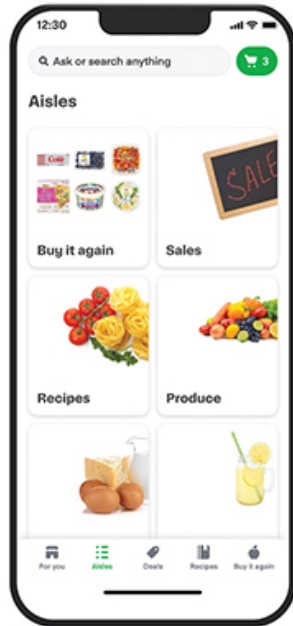 12:30
Ask or search anything
3
Aisles
Coke
SALE
Buy it again
Sales
Recipes
Produce
For you
Aisles
Deals
Recipes
Buy it again